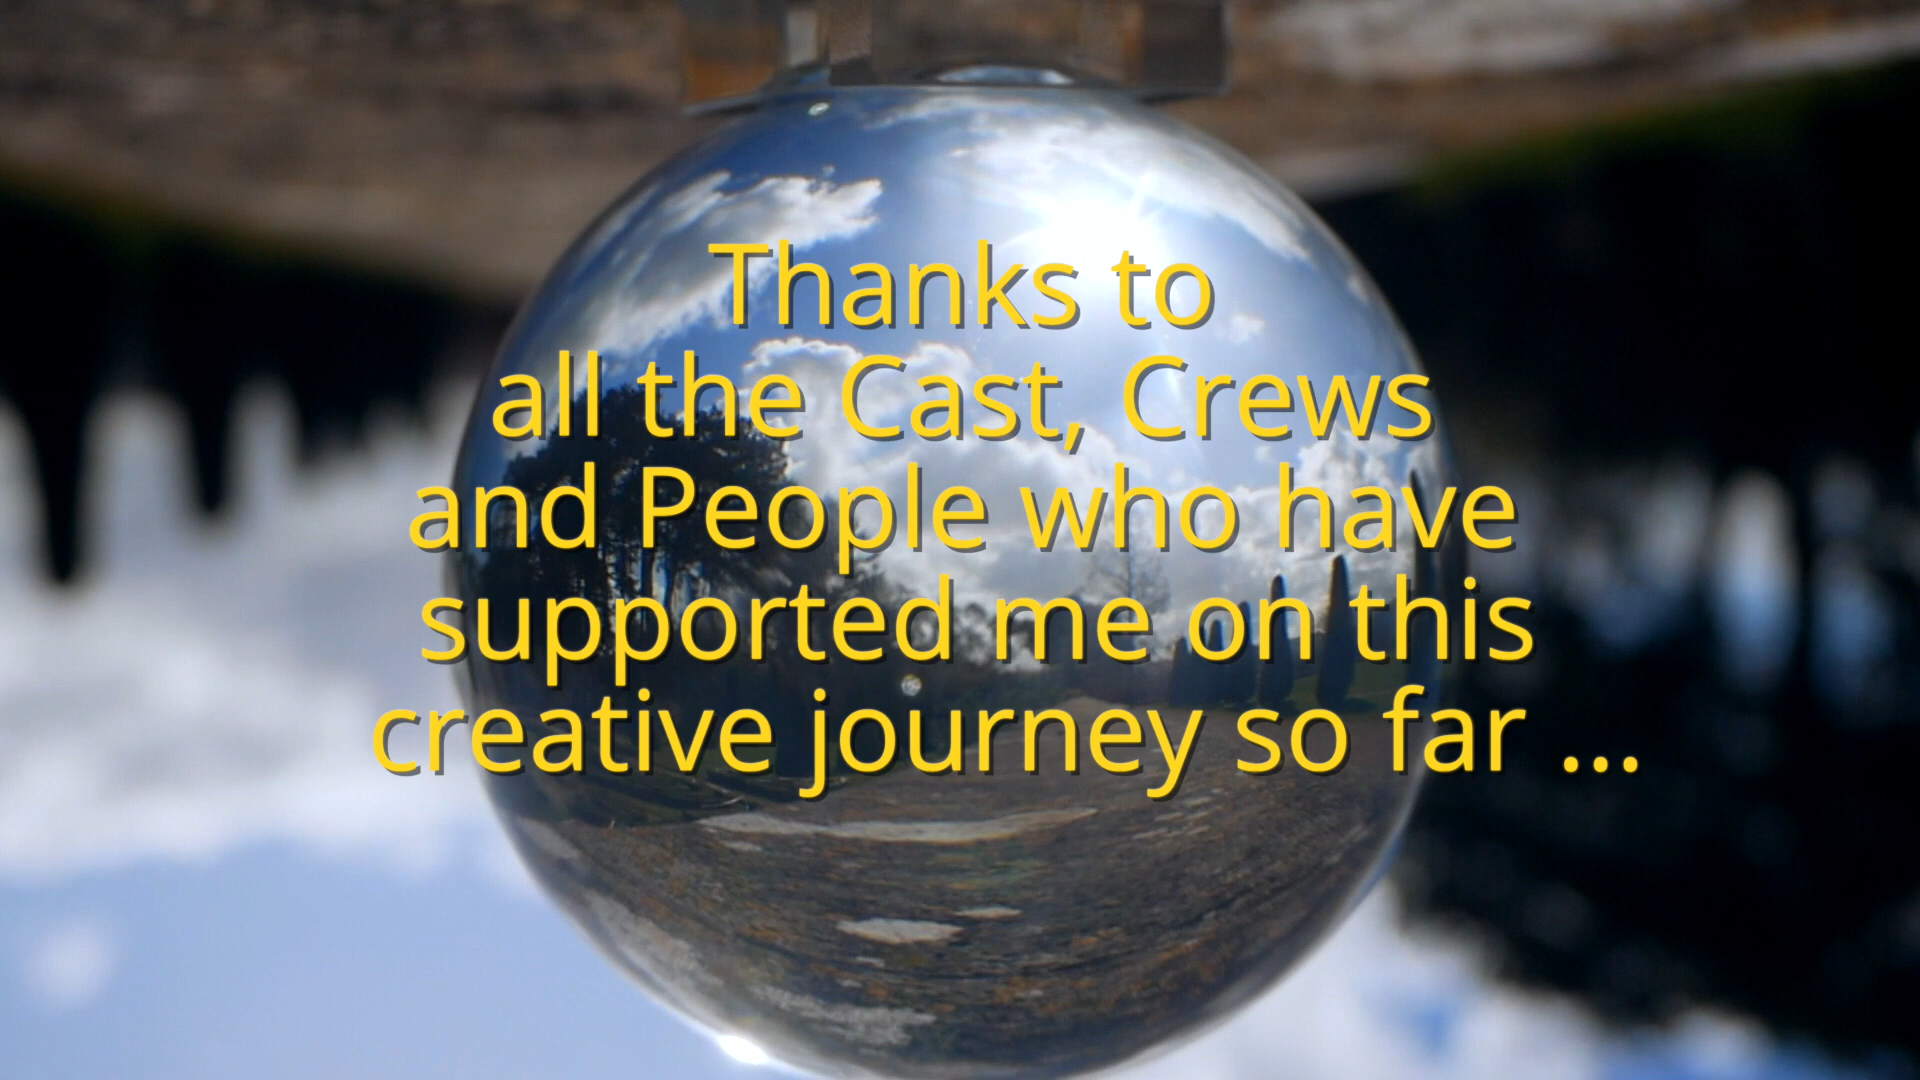 Thanks to
all the Cast, Crews
and People who have
supported me on this
creative journey so far ...